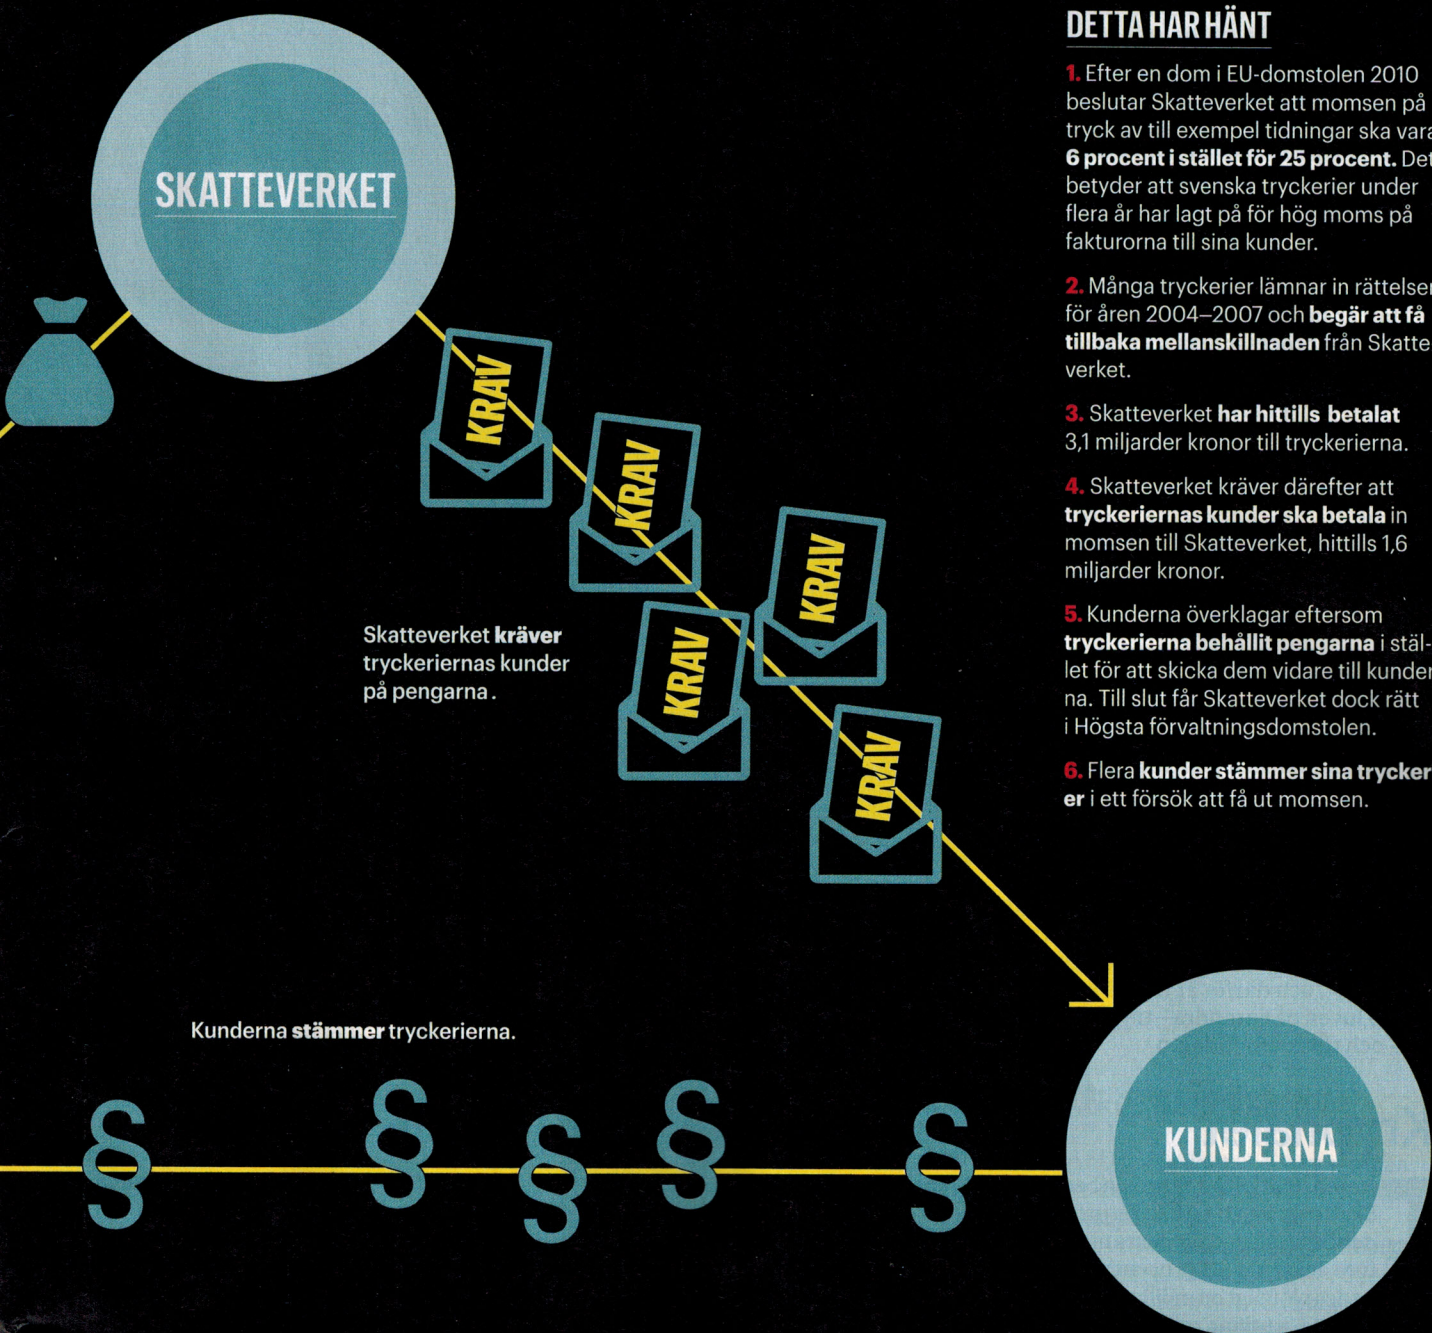 DETTA HAR HÄNT
1. Efter en dom i EU-domstolen 2010
beslutar Skatteverket att momsen på
tryck av till exempel tidningar ska vara
6 procent i stället för 25 procent. Det
betyder att svenska tryckerier under
flera år har lagt på för hög moms på
fakturorna till sina kunder.
2. Många tryckerier lämnar in rättelser
för åren 2004–2007 och begär att få
tillbaka mellanskillnaden från Skatte
verket.
3. Skatteverket har hittills betalat
3,1 miljarder kronor till tryckerierna.
4. Skatteverket kräver därefter att
tryckeriernas kunder ska betala in
momsen till Skatteverket, hittills 1,6
miljarder kronor.
5. Kunderna överklagar eftersom
tryckerierna behållit pengarna i stäl-
let för att skicka dem vidare till kunder
na. Till slut får Skatteverket dock rätt
i Högsta förvaltningsdomstolen.
6. Flera kunder stämmer sina trycker
er i ett försök att få ut momsen.
SKATTEVERKET
KRAV
KRAV
KRAV
KRAV
KRAV
Skatteverket kräver
tryckeriernas kunder
på pengarna.
Kunderna stämmer tryckerierna.
§ § § § §
KUNDERNA